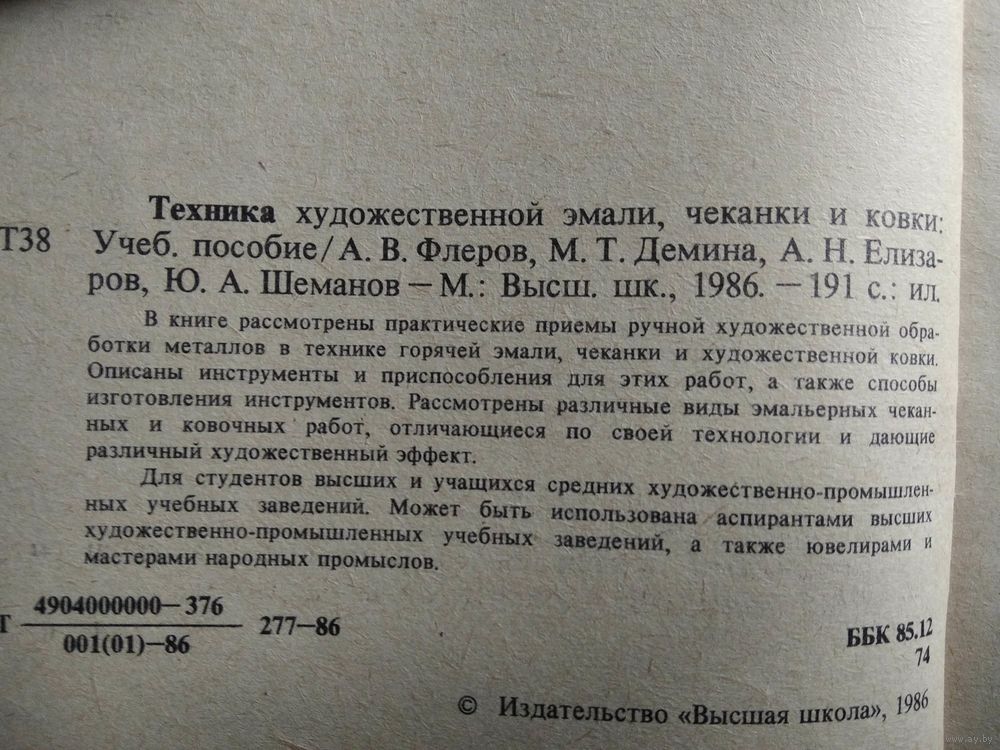 Техника художественной эмали, чеканки и ковки:
Т38 Учеб. пособие/А. В. Флеров, М. Т. Демина, А. Н. Елиза-
ров, Ю. А. Шеманов — М.: Высш. шк., 1986. — 191 с.: ил.
В книге рассмотрены практические приемы ручной художественной обра-
ботки металлов в технике горячей эмали, чеканки и художественной ковки.
Описаны инструменты и приспособления для этих работ, а также способы
изготовления инструментов. Рассмотрены различные виды эмальерных чекан-
ных и ковочных работ, отличающиеся по своей технологии и дающие
различный художественный эффект.
Для студентов высших и учащихся средних художественно-промышлен-
ных учебных заведений. Может быть использована аспирантами высших
художественно-промышленных учебных заведений, а также ювелирами и
мастерами народных промыслов.
4904000000—376
Т 277—86
001(01)—86
ББК 85.12
74
© Издательство «Высшая школа», 1986
www.ay.by